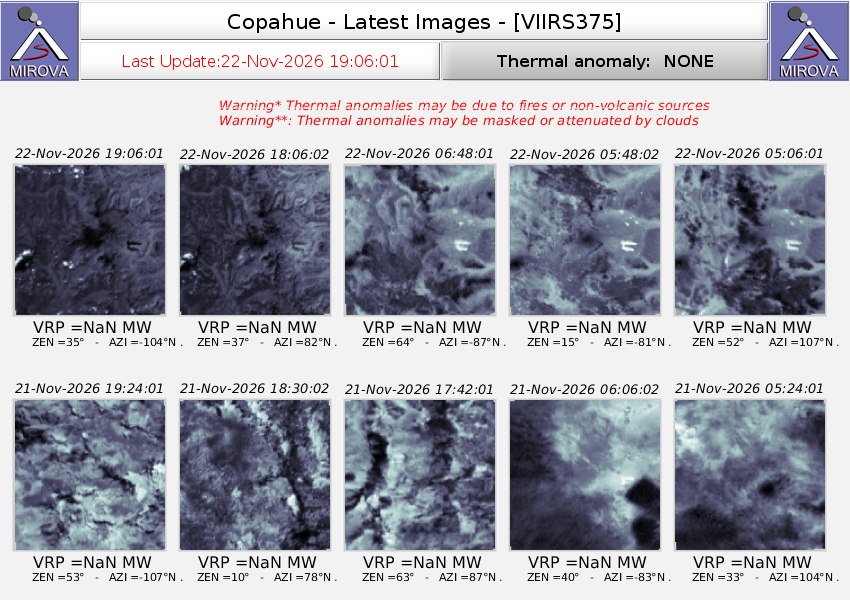 Copahue - Latest Images - [VIIRS375]
MIROVA
Last Update:22-Nov-2026 19:06:01
Thermal anomaly: NONE
MIROVA
Warning* Thermal anomalies may be due to fires or non-volcanic sources
Warning**: Thermal anomalies may be masked or attenuated by clouds
22-Nov-2026 19:06:01
22-Nov-2026 18:06:02
22-Nov-2026 06:48:01
22-Nov-2026 05:48:02
22-Nov-2026 05:06:01
VRP =NaN MW
VRP =NaN MW
VRP =NaN MW
VRP =NaN MW
VRP =NaN MW
ZEN =35° - AZI =-104°N .
ZEN =37° - AZI =82°N .
ZEN =64° - AZI =-87°N .
ZEN =15° - AZI =-81°N .
ZEN =52° - AZI =107°N .
21-Nov-2026 19:24:01
21-Nov-2026 18:30:02
21-Nov-2026 17:42:01
21-Nov-2026 06:06:02
21-Nov-2026 05:24:01
VRP =NaN MW
VRP =NaN MW
VRP =NaN MW
VRP =NaN MW
VRP =NaN MW
ZEN =53° - AZI =-107°N .
ZEN =10° - AZI =78°N .
ZEN =63° - AZI =87°N .
ZEN =40° - AZI =-83°N .
ZEN =33° - AZI =104°N .